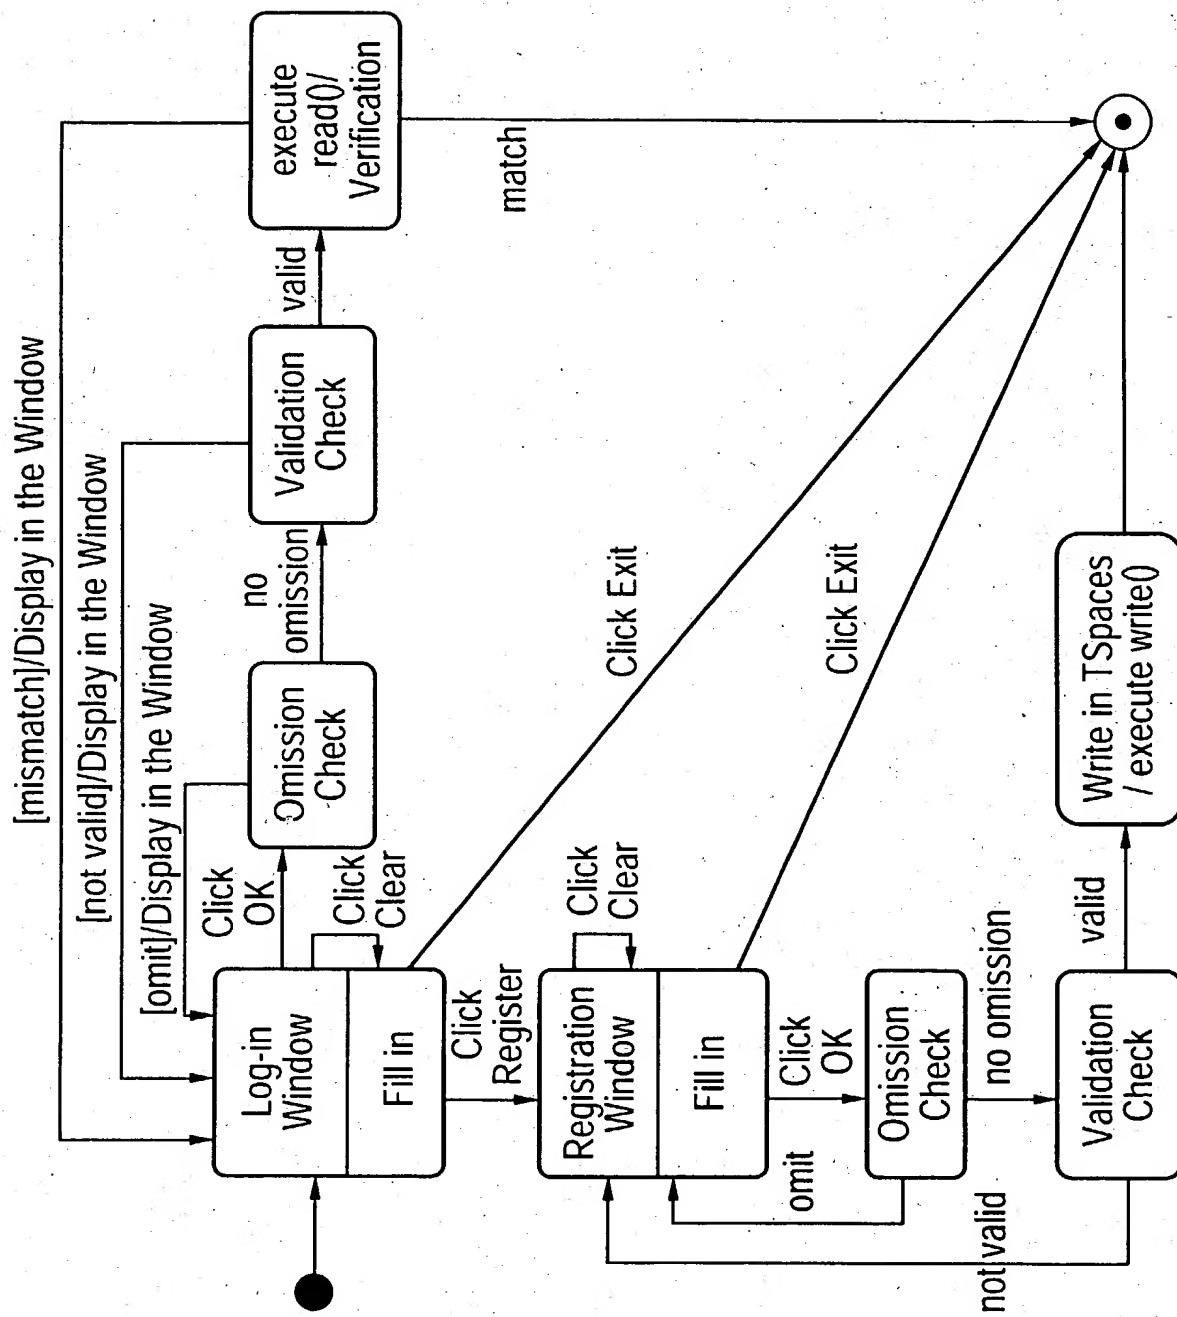 [mismatch]/Display in the Window
[not valid]/Display in the Window
[omit]/Display in the Window
Log-in
Window
Fill in
Click
OK
Click
Clear
Omission
Check
no
omission
Validation
Check
valid
execute
read()/
Verification
match
Click
Register
Click Exit
Registration
Window
Fill in
Click
Clear
Click Exit
omit
Click
OK
Omission
Check
not valid
no omission
Validation
Check
valid
Write in TSpaces
/ execute write()